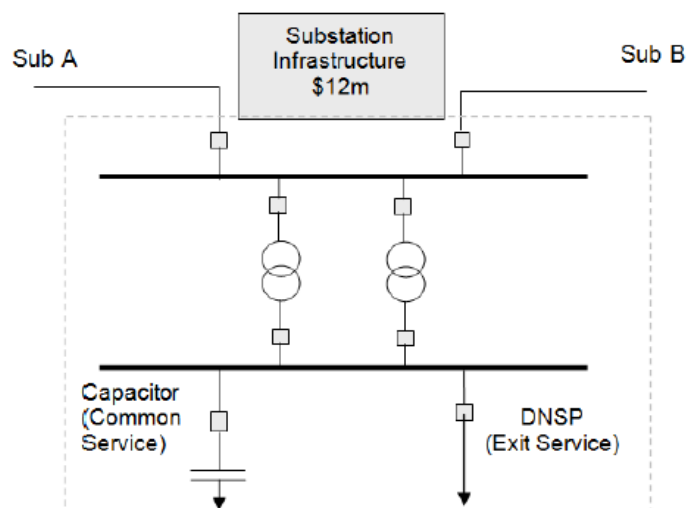 Substation
Infrastructure
$12m
Sub A
Sub B
Capacitor
(Common
Service)
DNSP
(Exit Service)